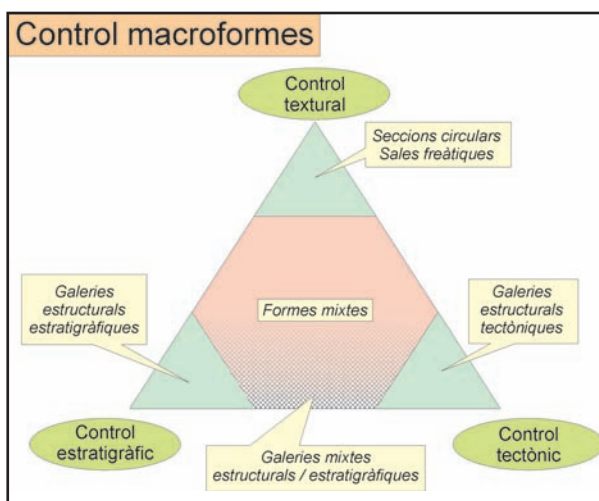 Control macroformes
Control
textural
Seccions circulars
Sales freàtiques
Galeries
estructurals
estratigràfiques
Formes mixtes
Galeries
estructurals
tectòniques
Control
estratigràfic
Galeries mixtes
estructurals / estratigràfiques
Control
tectònic